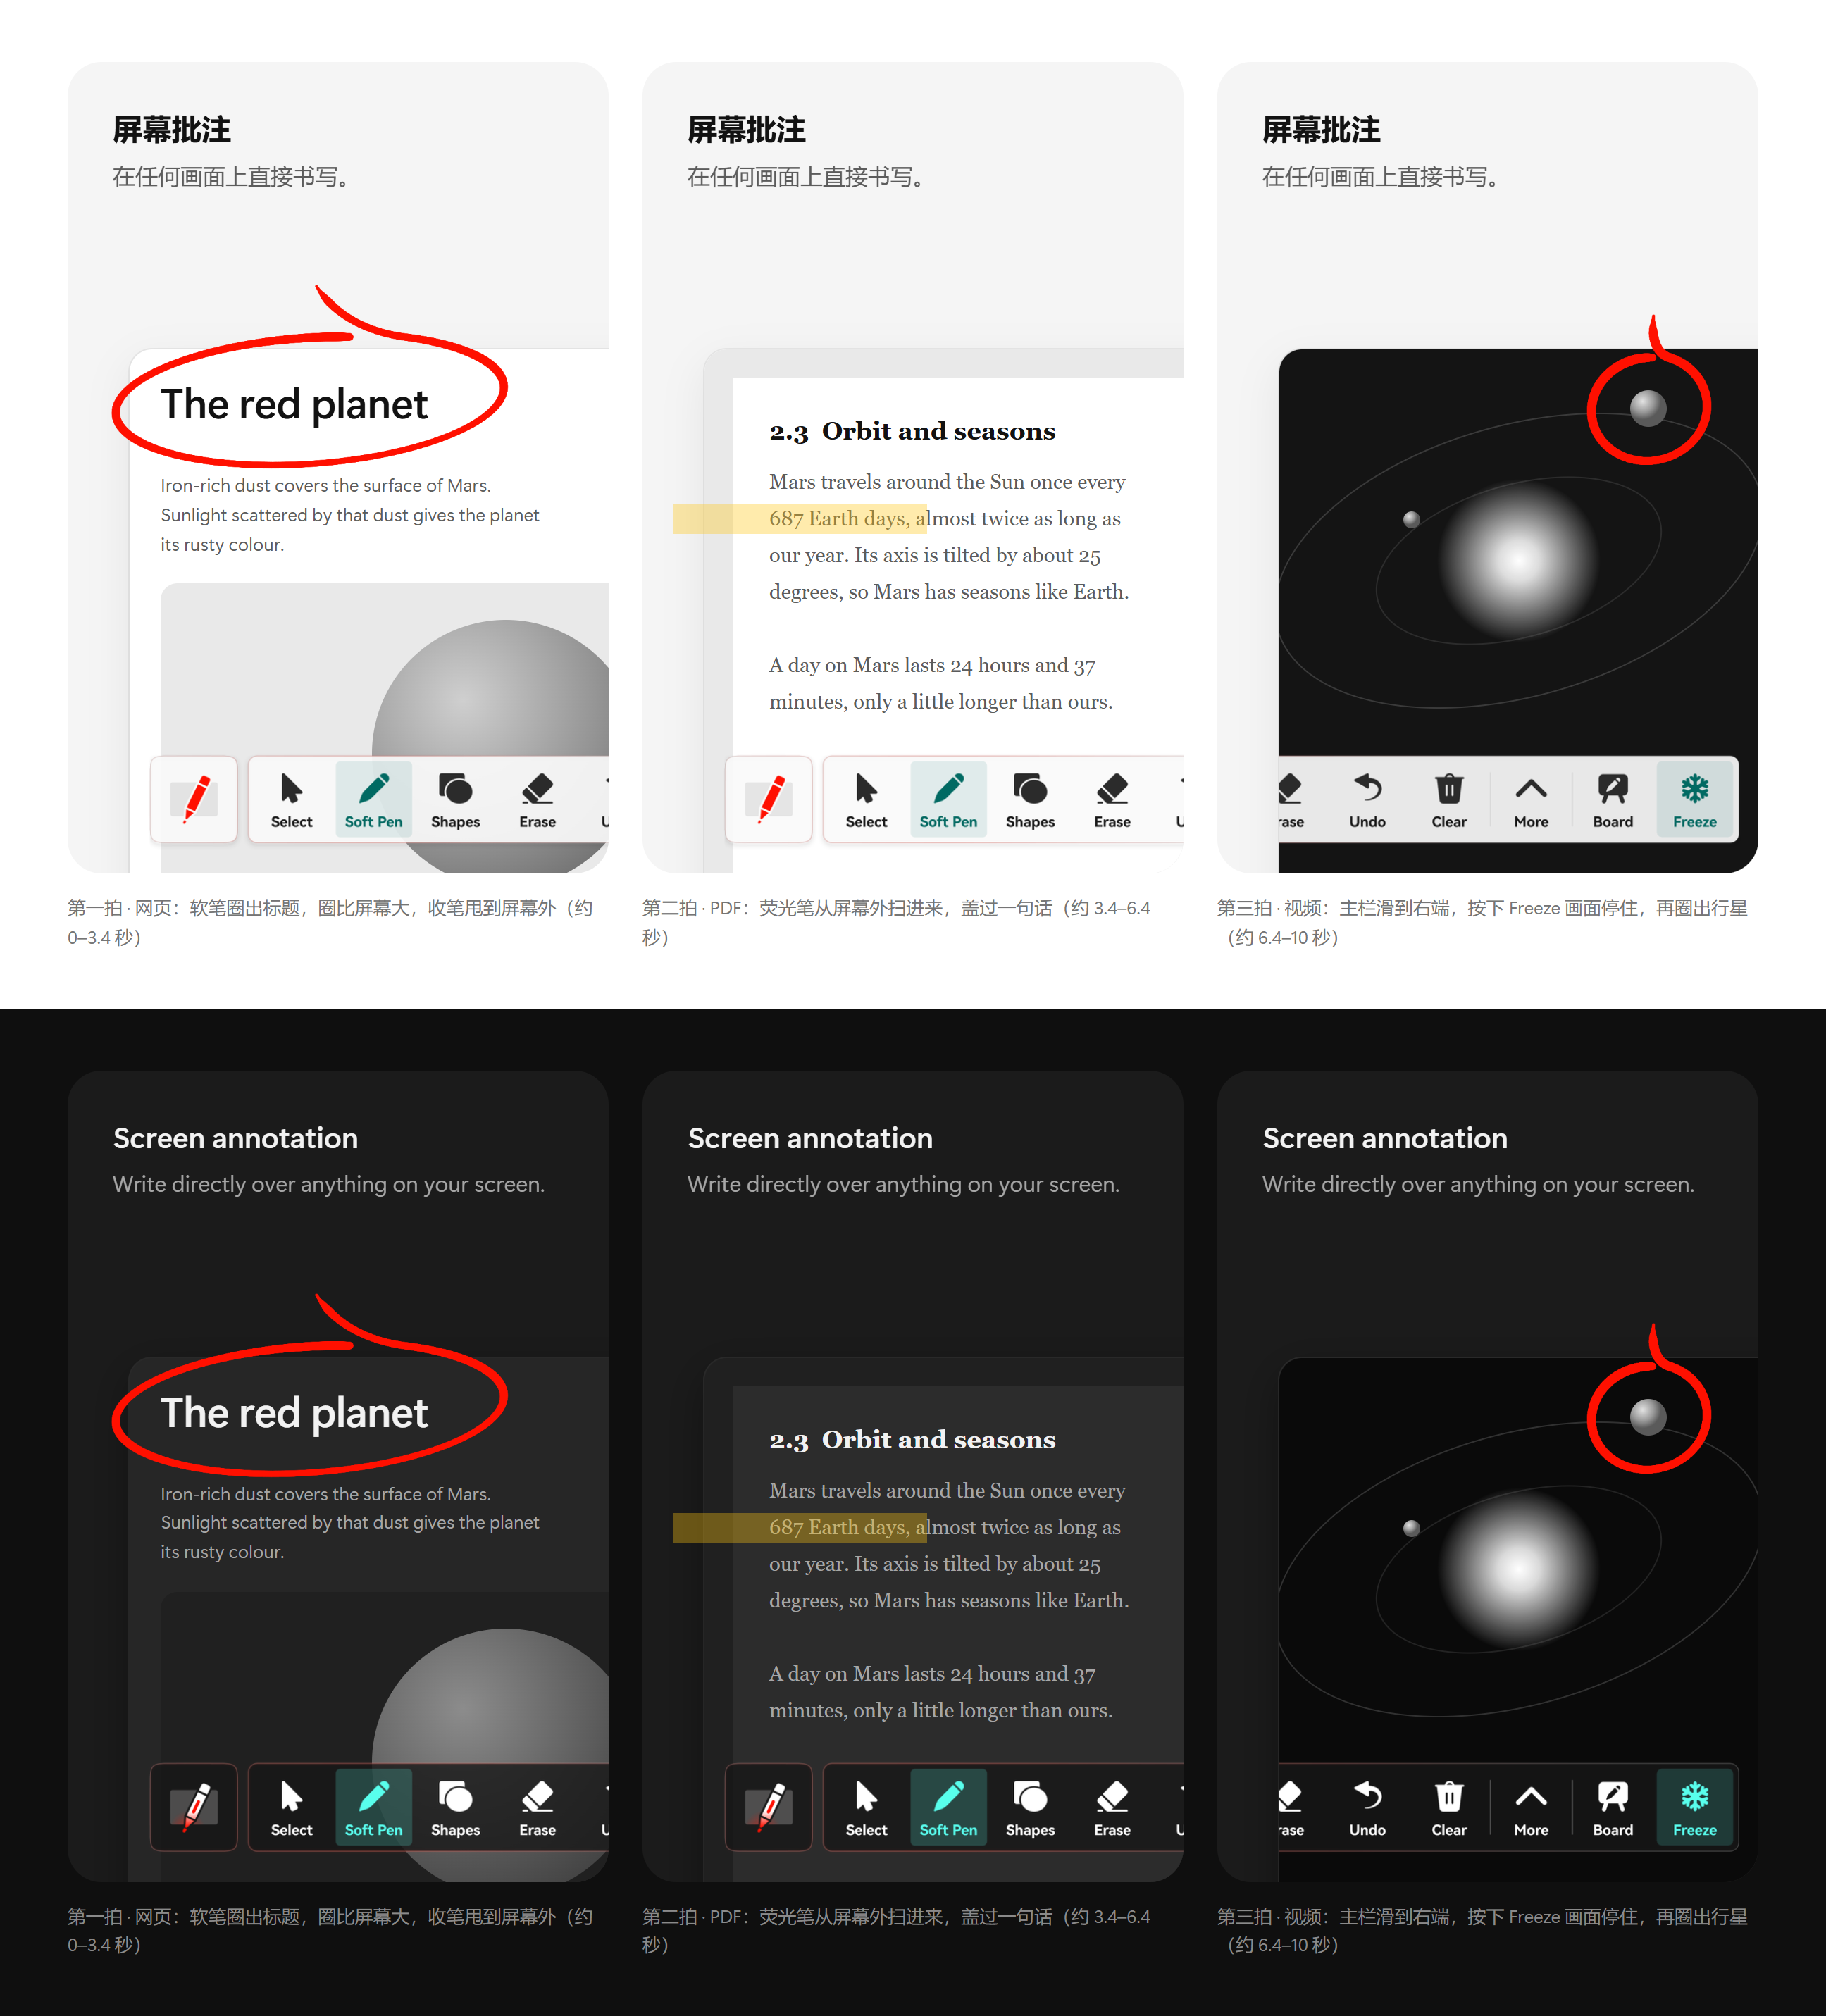 屏幕批注
在任何画面上直接书写。
The red planet
Iron-rich dust covers the surface of Mars.
Sunlight scattered by that dust gives the planet
its rusty colour.
Select
Soft Pen
Shapes
Erase
U
第一拍 · 网页：软笔圈出标题，圈比屏幕大，收笔甩到屏幕外（约
0–3.4 秒）
屏幕批注
在任何画面上直接书写。
2.3 Orbit and seasons
Mars travels around the Sun once every
687 Earth days, almost twice as long as
our year. Its axis is tilted by about 25
degrees, so Mars has seasons like Earth.
A day on Mars lasts 24 hours and 37
minutes, only a little longer than ours.
Select
Soft Pen
Shapes
Erase
U
第二拍 · PDF：荧光笔从屏幕外扫进来，盖过一句话（约 3.4–6.4
秒）
屏幕批注
在任何画面上直接书写。
rase
Undo
Clear
More
Board
Freeze
第三拍 · 视频：主栏滑到右端，按下 Freeze 画面停住，再圈出行星
（约 6.4–10 秒）
Screen annotation
Write directly over anything on your screen.
The red planet
Iron-rich dust covers the surface of Mars.
Sunlight scattered by that dust gives the planet
its rusty colour.
Select
Soft Pen
Shapes
Erase
U
第一拍 · 网页：软笔圈出标题，圈比屏幕大，收笔甩到屏幕外（约
0–3.4 秒）
Screen annotation
Write directly over anything on your screen.
2.3 Orbit and seasons
Mars travels around the Sun once every
687 Earth days, almost twice as long as
our year. Its axis is tilted by about 25
degrees, so Mars has seasons like Earth.
A day on Mars lasts 24 hours and 37
minutes, only a little longer than ours.
Select
Soft Pen
Shapes
Erase
U
第二拍 · PDF：荧光笔从屏幕外扫进来，盖过一句话（约 3.4–6.4
秒）
Screen annotation
Write directly over anything on your screen.
rase
Undo
Clear
More
Board
Freeze
第三拍 · 视频：主栏滑到右端，按下 Freeze 画面停住，再圈出行星
（约 6.4–10 秒）